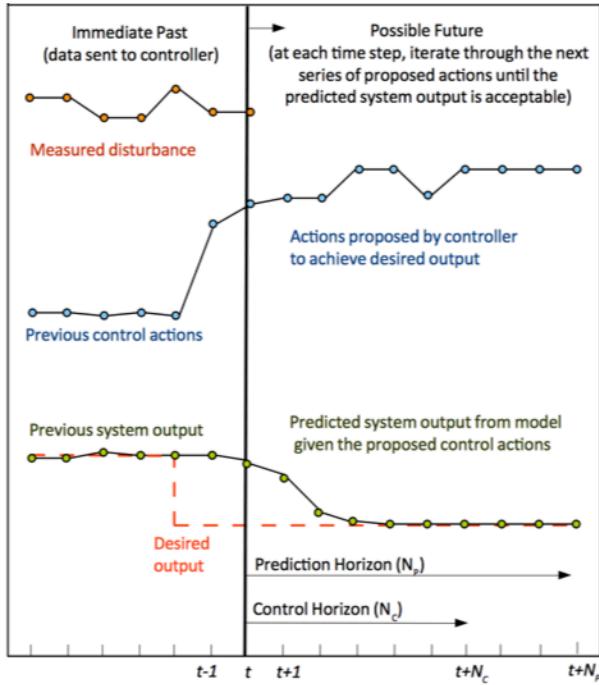 Immediate Past
(data sent to controller)
Possible Future
(at each time step, iterate through the next
series of proposed actions until the
predicted system output is acceptable)
Measured disturbance
Actions proposed by controller
to achieve desired output
Previous control actions
Previous system output
Predicted system output from model
given the proposed control actions
Desired
output
Prediction Horizon (Nₚ)
Control Horizon (N_C)
t-1 t t+1 t+N_C t+Nₚ